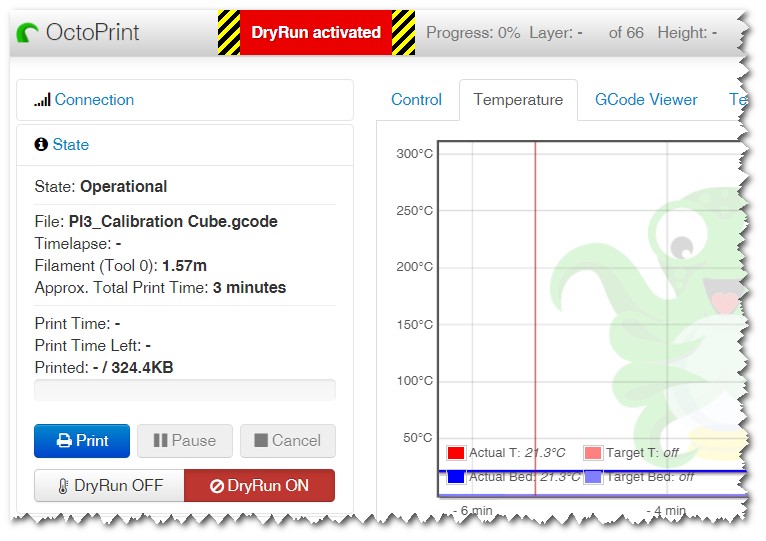 OctoPrint
DryRun activated
Progress: 0% Layer: - of 66 Height: -
Connection
State
State: Operational
File: PI3_Calibration Cube.gcode
Timelapse: -
Filament (Tool 0): 1.57m
Approx. Total Print Time: 3 minutes
Print Time: -
Print Time Left: -
Printed: - / 324.4KB
Print
Pause
Cancel
DryRun OFF
DryRun ON
Control
Temperature
GCode Viewer
Te
300°C
250°C
200°C
150°C
100°C
50°C
Actual T: 21.3°C
Target T: off
Actual Bed: 21.3°C
Target Bed: off
- 6 min
- 4 min